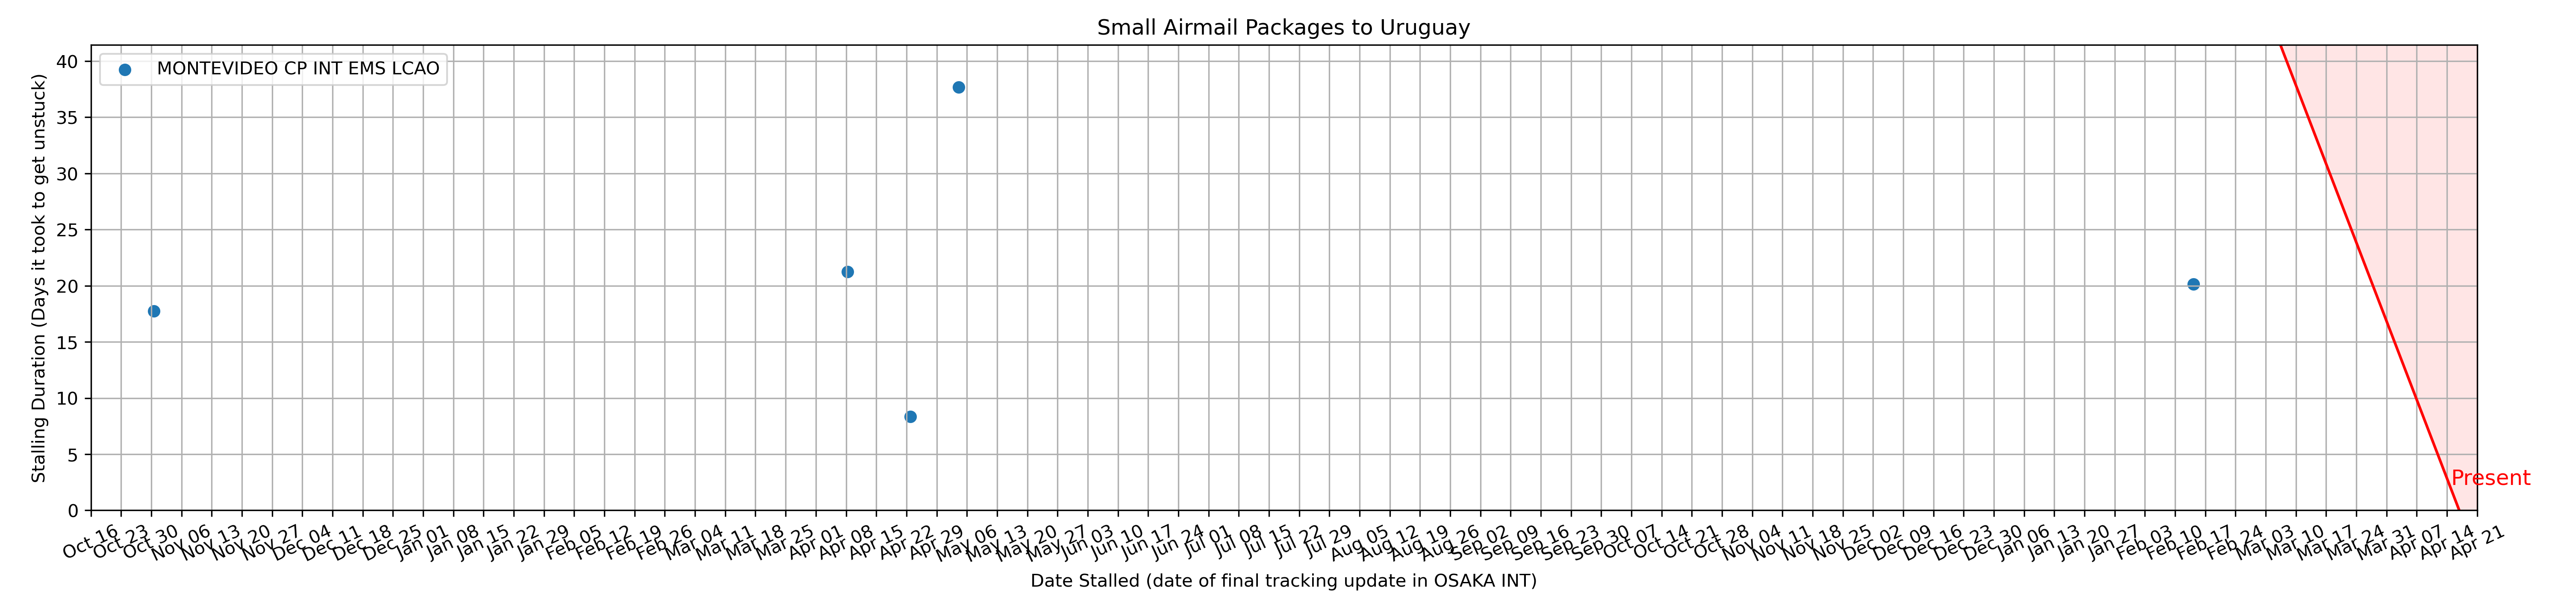 Small Airmail Packages to Uruguay
MONTEVIDEO CP INT EMS LCAO
Stalling Duration (Days it took to get unstuck)
40
35
30
25
20
15
10
5
0
Present
Oct 16 Oct 23 Oct 30 Nov 06 Nov 13 Nov 20 Nov 27 Dec 04 Dec 11 Dec 18 Dec 25 Jan 01 Jan 08 Jan 15 Jan 22 Jan 29 Feb 05 Feb 12 Feb 19 Feb 26 Mar 04 Mar 11 Mar 18 Mar 25 Apr 01 Apr 08 Apr 15 Apr 22 Apr 29 May 06 May 13 May 20 May 27 Jun 03 Jun 10 Jun 17 Jun 24 Jul 01 Jul 08 Jul 15 Jul 22 Jul 29 Aug 05 Aug 12 Aug 19 Aug 26 Sep 02 Sep 09 Sep 16 Sep 23 Sep 30 Oct 07 Oct 14 Oct 21 Oct 28 Nov 04 Nov 11 Nov 18 Nov 25 Dec 02 Dec 09 Dec 16 Dec 23 Dec 30 Jan 06 Jan 13 Jan 20 Jan 27 Feb 03 Feb 10 Feb 17 Feb 24 Mar 03 Mar 10 Mar 17 Mar 24 Mar 31 Apr 07 Apr 14 Apr 21
Date Stalled (date of final tracking update in OSAKA INT)